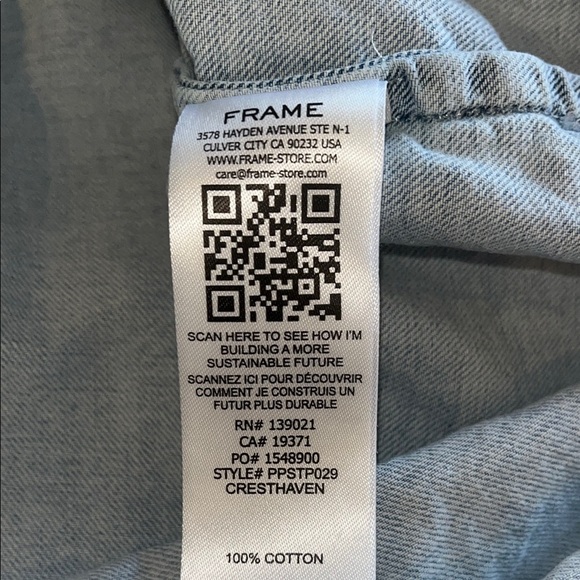 FRAME
3578 HAYDEN AVENUE STE N-1
CULVER CITY CA 90232 USA
WWW.FRAME-STORE.COM
care@frame-store.com
SCAN HERE TO SEE HOW I'M
BUILDING A MORE
SUSTAINABLE FUTURE
SCANNEZ ICI POUR DÉCOUVRIR
COMMENT JE CONSTRUIS UN
FUTUR PLUS DURABLE
RN# 139021
CA# 19371
PO# 1548900
STYLE# PPSTP029
CRESTHAVEN
100% COTTON